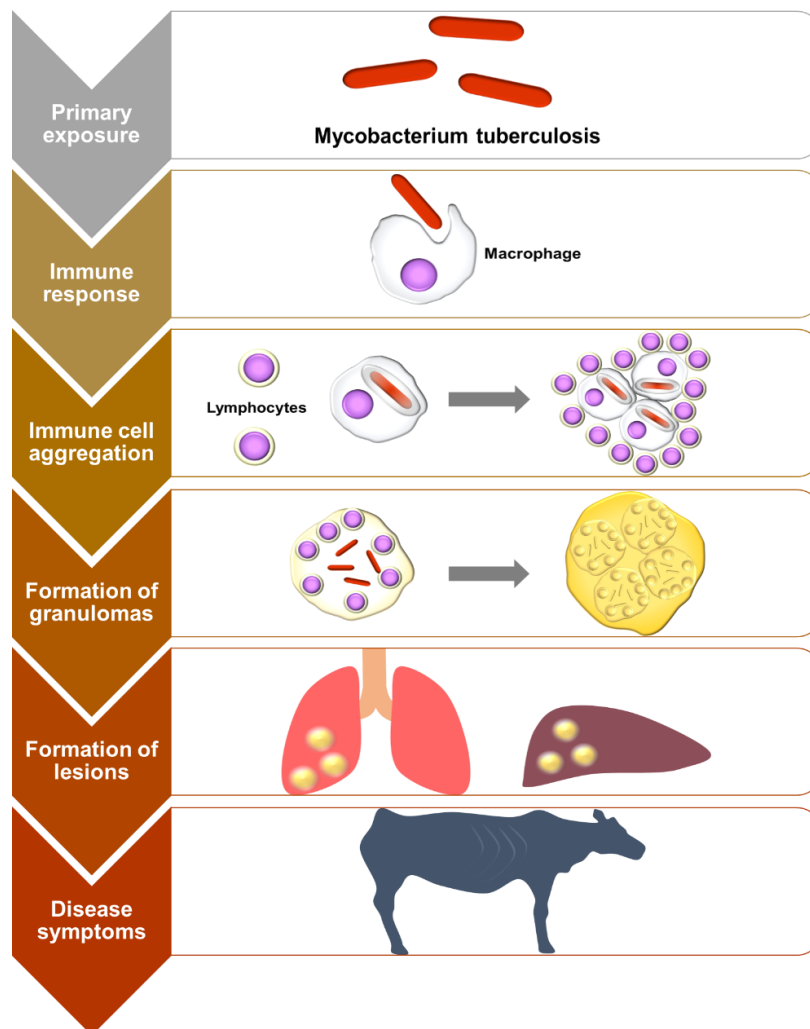 Primary
exposure
Mycobacterium tuberculosis
Immune
response
Macrophage
Immune cell
aggregation
Lymphocytes
Formation of
granulomas
Formation of
lesions
Disease
symptoms